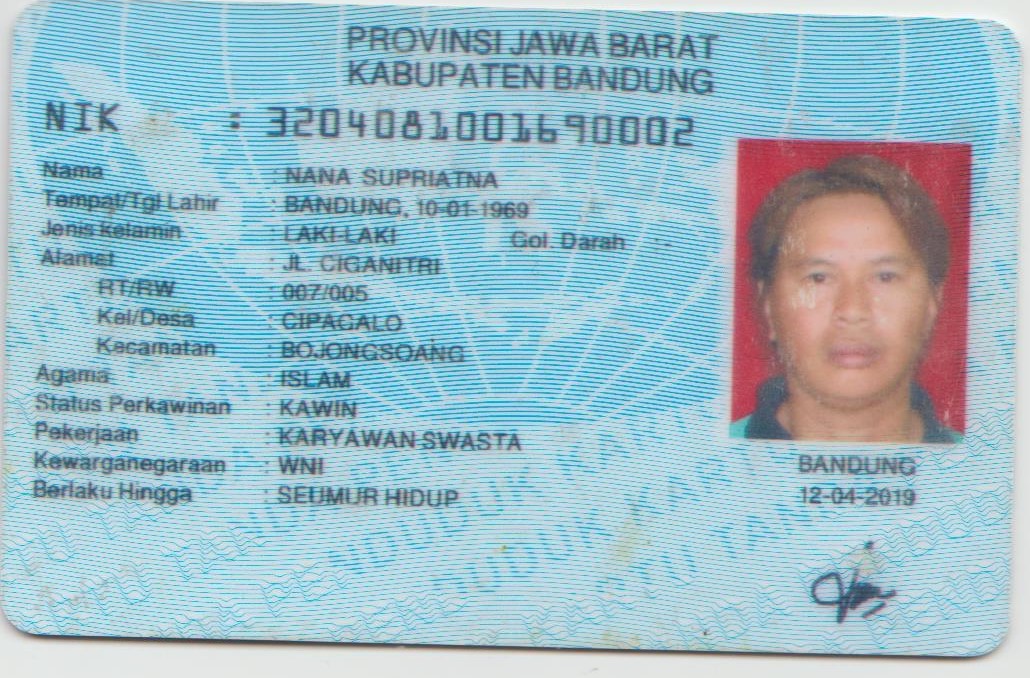 PROVINSI JAWA BARAT
KABUPATEN BANDUNG
NIK : 3204081001690002
Nama : NANA SUPRIATNA
Tempat/Tgl Lahir : BANDUNG, 10-01-1969
Jenis kelamin : LAKI-LAKI Gol. Darah : -
Alamat : JL. CIGANITRI
RT/RW : 007/005
Kel/Desa : CIPAGALO
Kecamatan : BOJONGSOANG
Agama : ISLAM
Status Perkawinan : KAWIN
Pekerjaan : KARYAWAN SWASTA
Kewarganegaraan : WNI
Berlaku Hingga : SEUMUR HIDUP
BANDUNG
12-04-2019